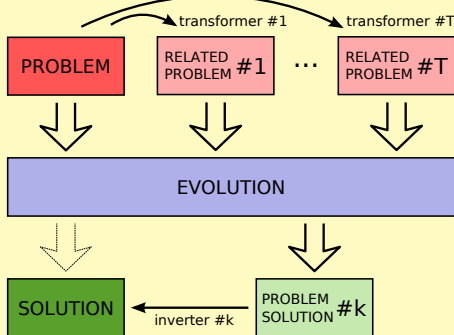 transformer #1
transformer #T
PROBLEM
RELATED
PROBLEM #1
...
RELATED
PROBLEM #T
EVOLUTION
SOLUTION
inverter #k
PROBLEM
SOLUTION #k